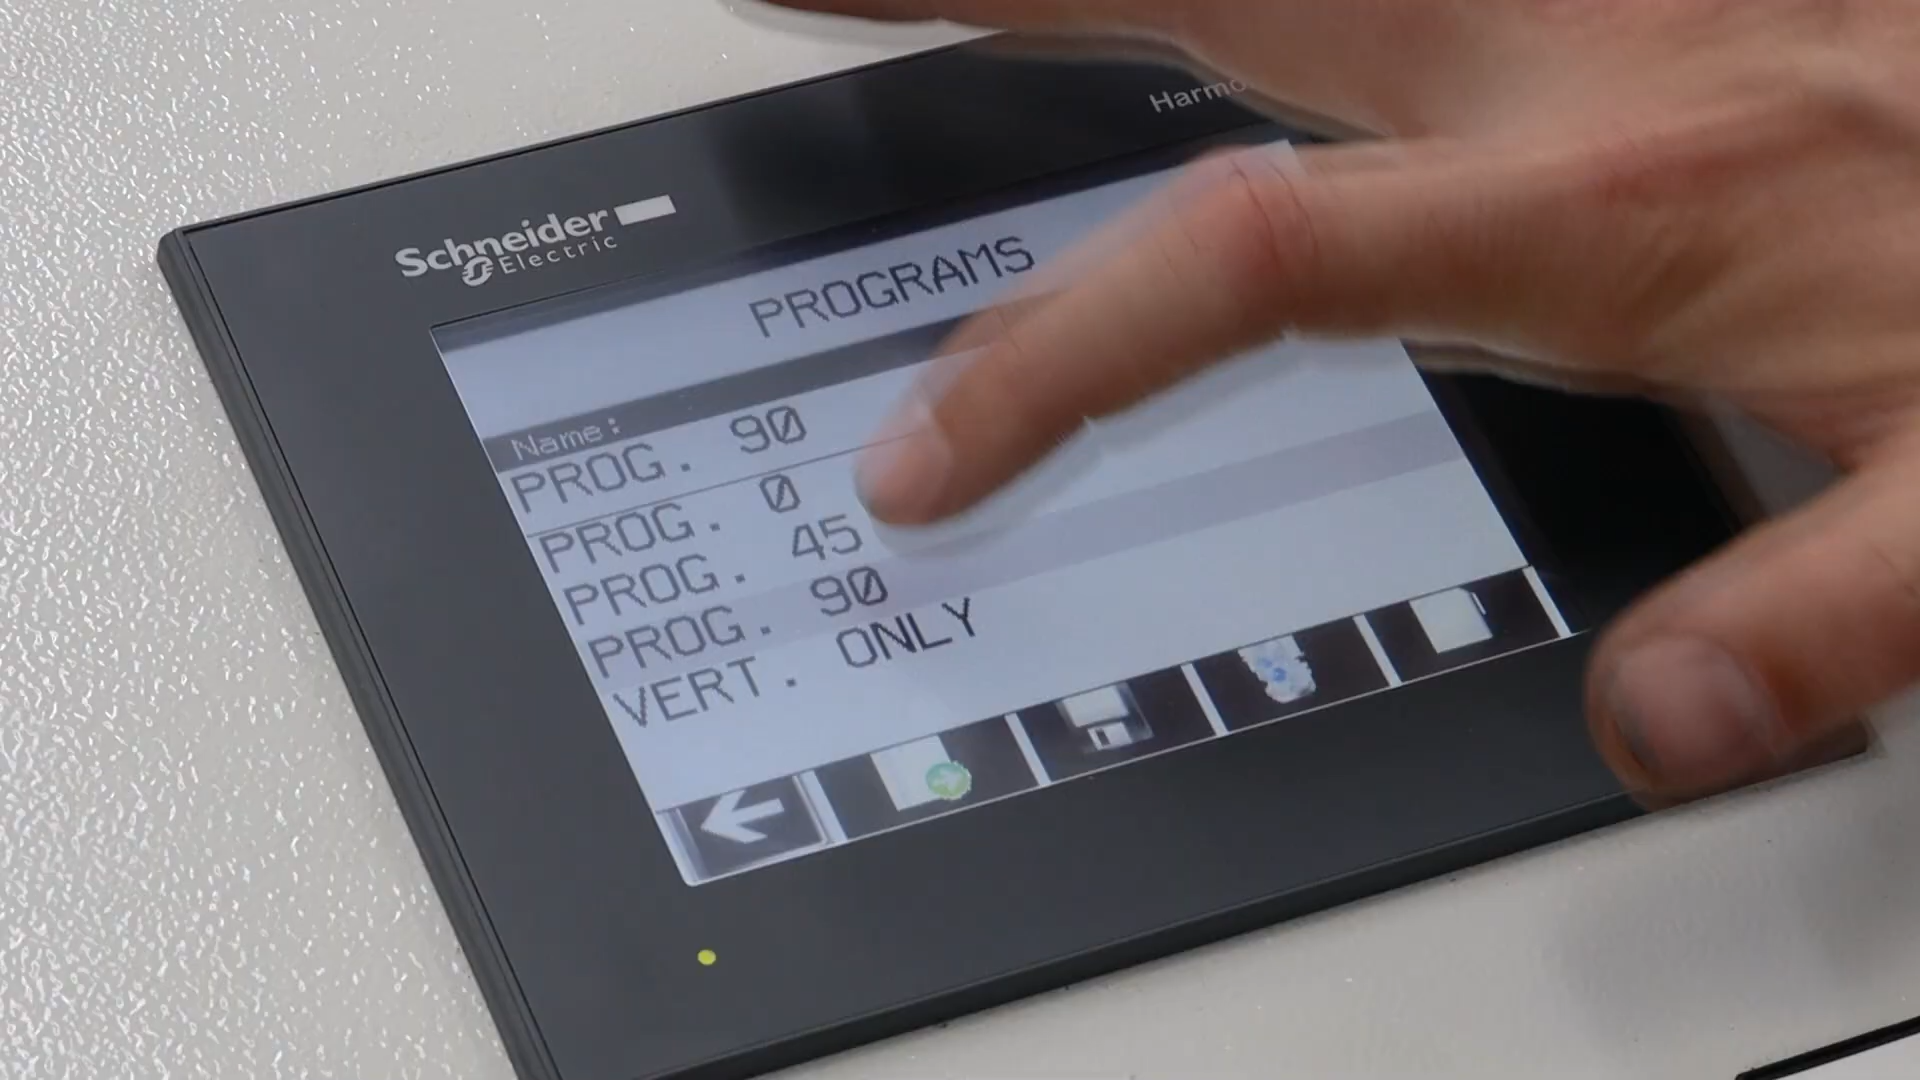 Schneider
Electric
Harmo
PROGRAMS
Name:
PROG. 90
PROG. 0
PROG. 45
PROG. 90
VERT. ONLY